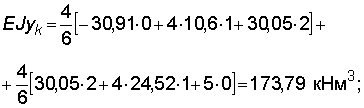 EJyₖ = 4/6[−30,91·0 + 4·10,6·1 + 30,05·2] +
+ 4/6[30,05·2 + 4·24,52·1 + 5·0] = 173,79 кНм³;